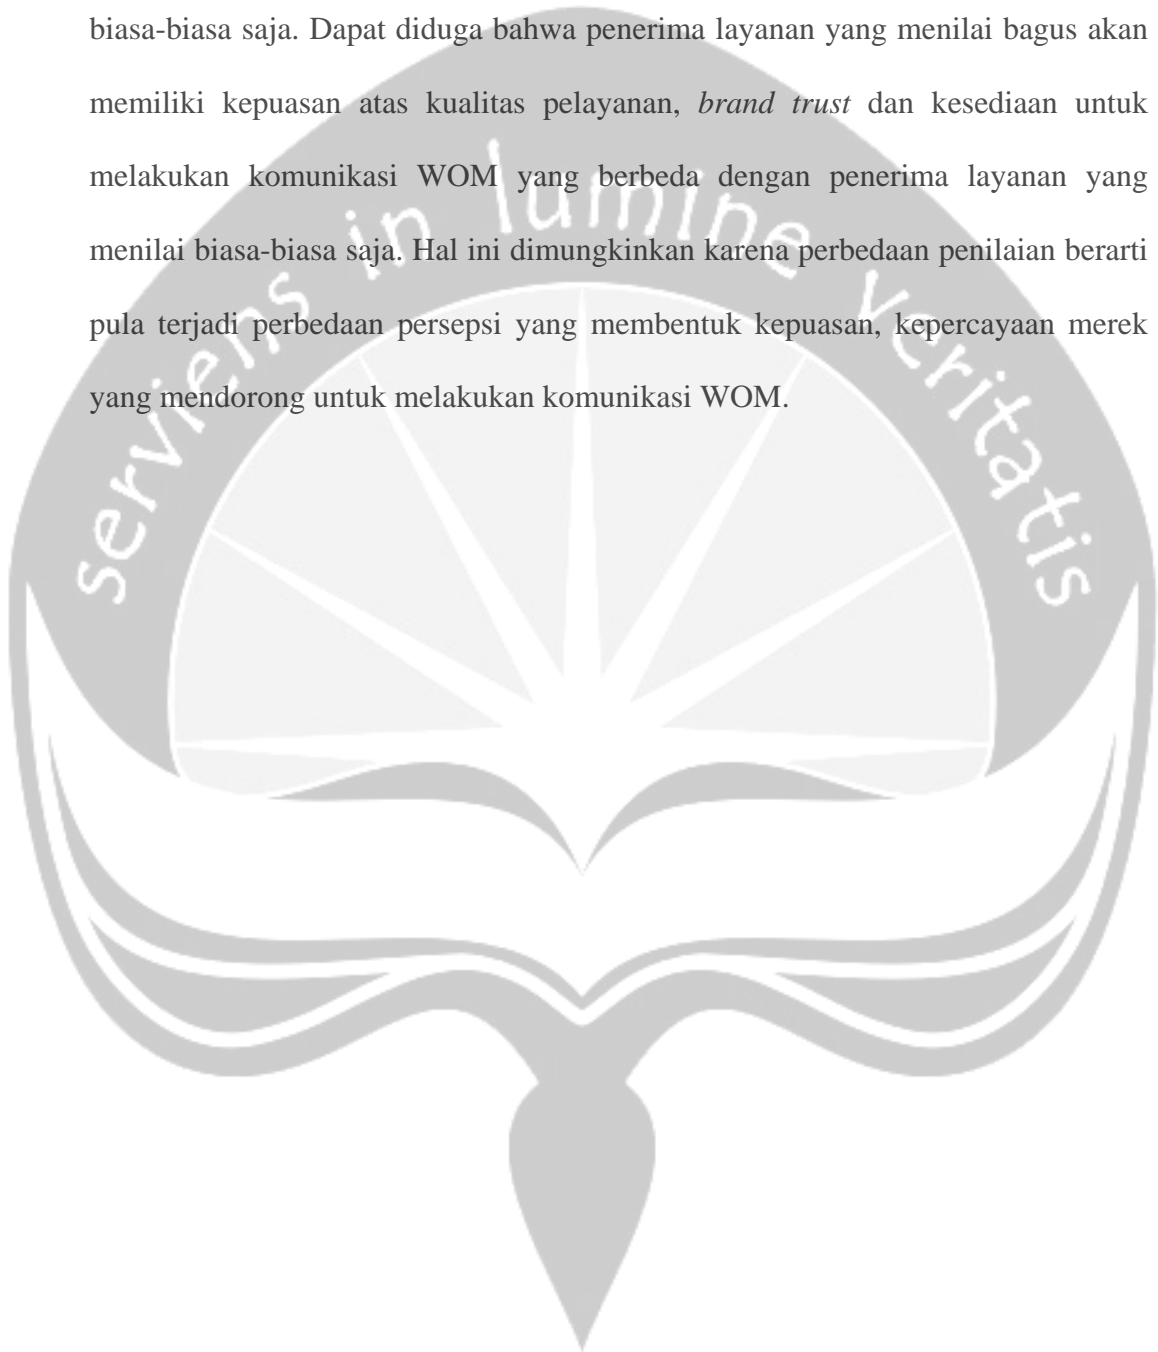 biasa-biasa saja. Dapat diduga bahwa penerima layanan yang menilai bagus akan
memiliki kepuasan atas kualitas pelayanan, brand trust dan kesediaan untuk
melakukan komunikasi WOM yang berbeda dengan penerima layanan yang
menilai biasa-biasa saja. Hal ini dimungkinkan karena perbedaan penilaian berarti
pula terjadi perbedaan persepsi yang membentuk kepuasan, kepercayaan merek
yang mendorong untuk melakukan komunikasi WOM.
serviens in lumine veritatis